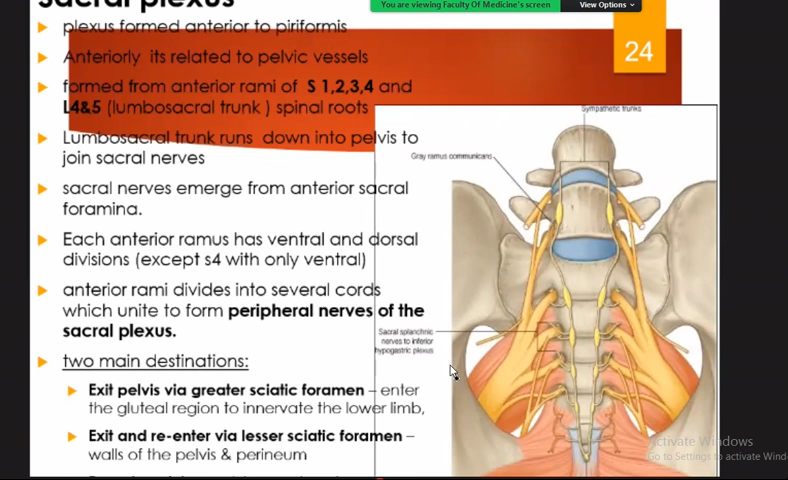 You are viewing Faculty Of Medicine's screen
View Options
Sacral plexus
24
plexus formed anterior to piriformis
Anteriorly its related to pelvic vessels
formed from anterior rami of S 1,2,3,4 and
L4&5 (lumbosacral trunk ) spinal roots
Lumbosacral trunk runs down into pelvis to
join sacral nerves
sacral nerves emerge from anterior sacral
foramina.
Each anterior ramus has ventral and dorsal
divisions (except s4 with only ventral)
anterior rami divides into several cords
which unite to form peripheral nerves of the
sacral plexus.
two main destinations:
Exit pelvis via greater sciatic foramen – enter
the gluteal region to innervate the lower limb,
Exit and re-enter via lesser sciatic foramen –
walls of the pelvis & perineum
Sympathetic trunks
Gray ramus communicans
Sacral splanchnic
nerves to inferior
hypogastric plexus
Activate Windows
Go to Settings to activate Wind